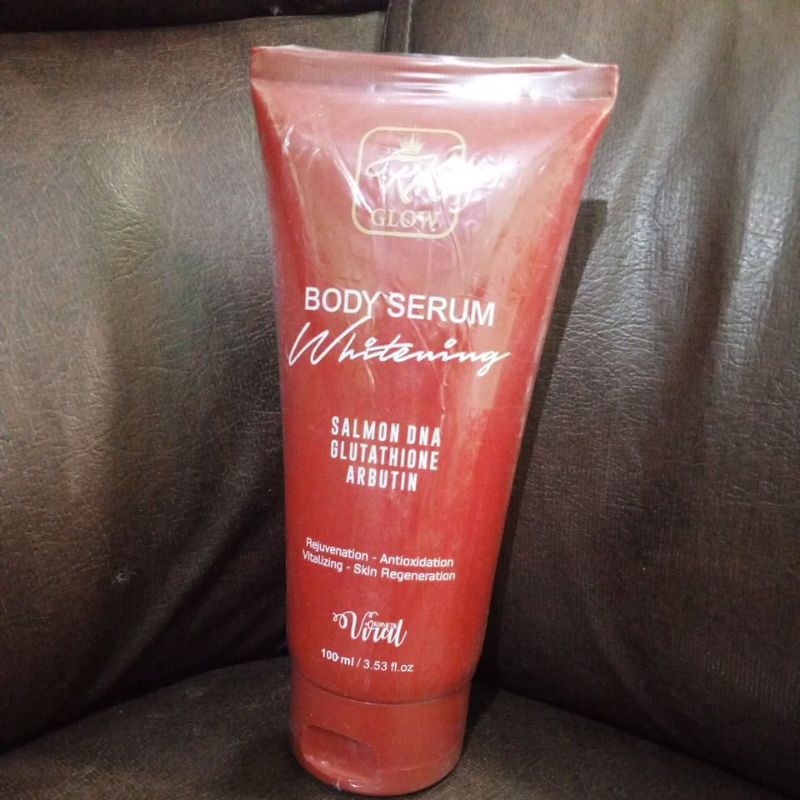 GLOW
BODY SERUM
Whitening
SALMON DNA
GLUTATHIONE
ARBUTIN
Rejuvenation - Antioxidation
Vitalizing - Skin Regeneration
Viral
100 ml / 3.53 fl.oz